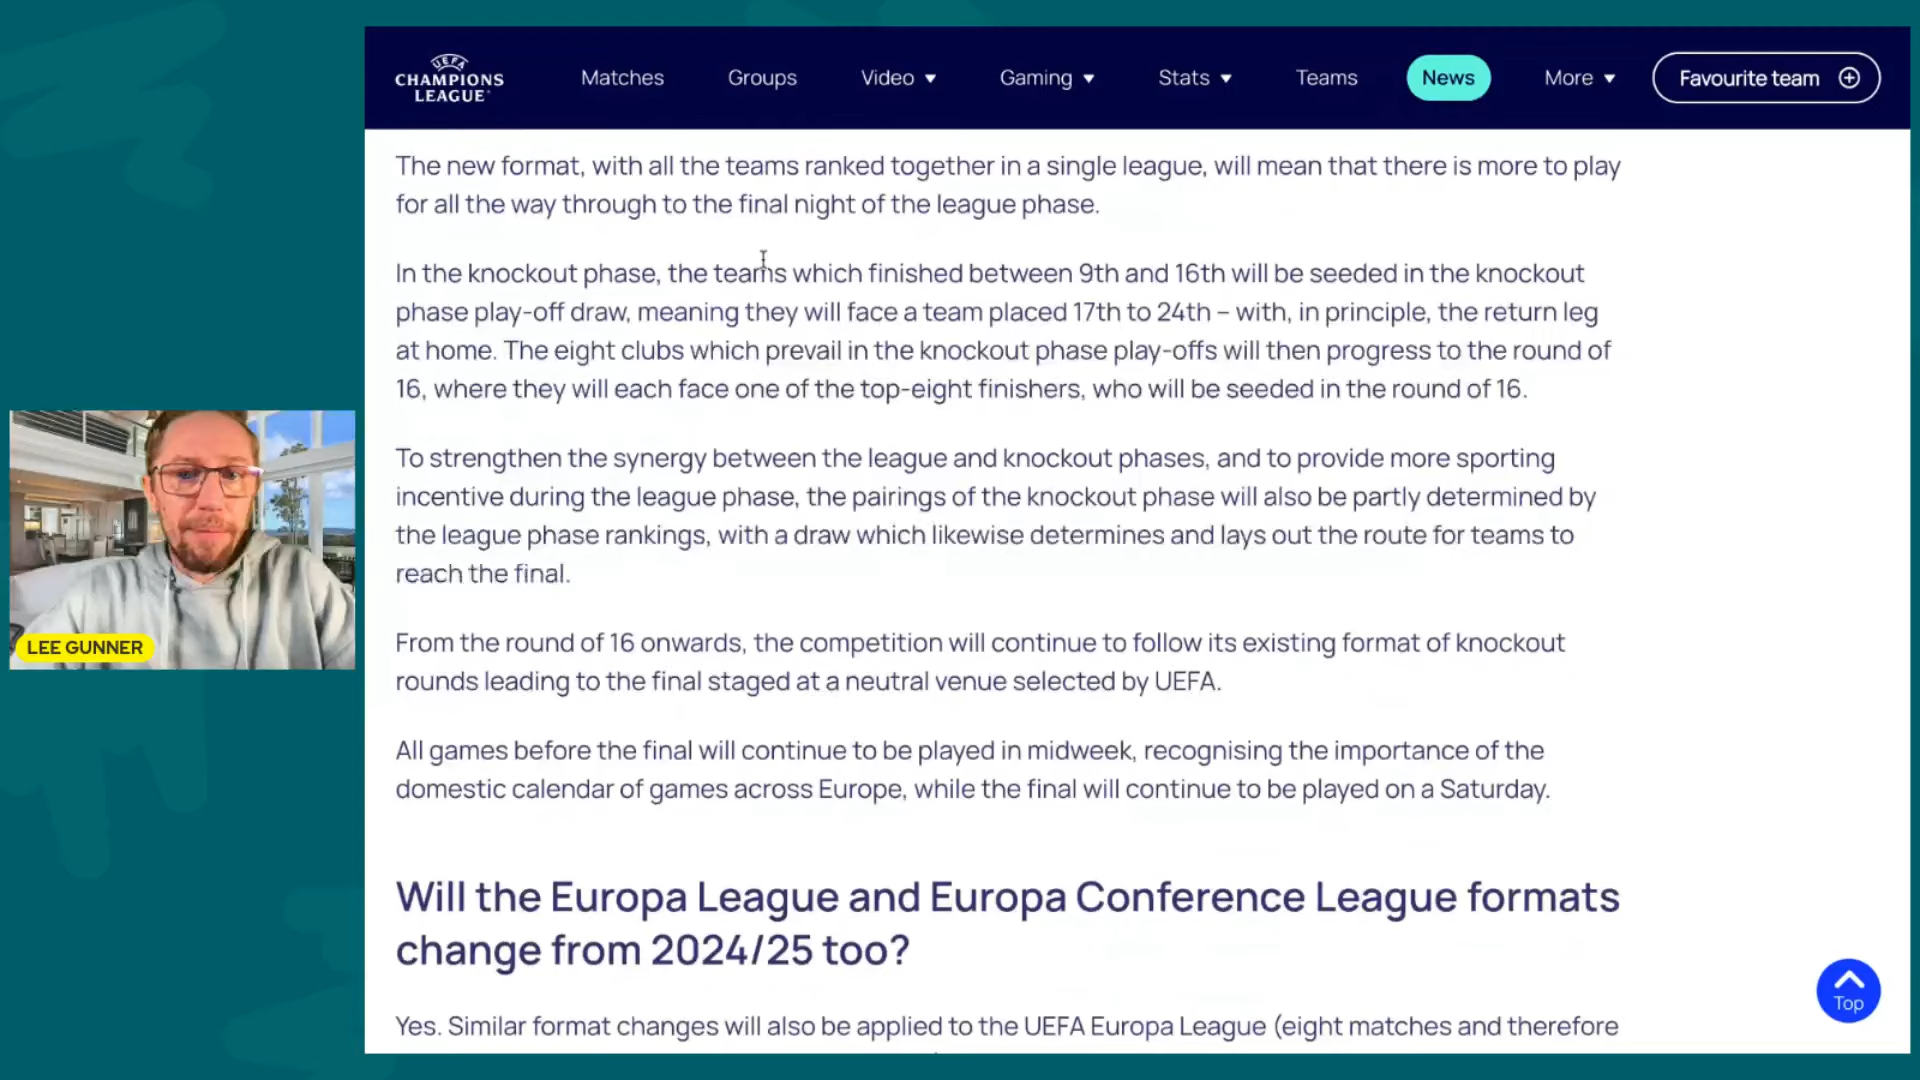 UEFA
CHAMPIONS
LEAGUE
Matches Groups Video Gaming Stats Teams News More Favourite team
The new format, with all the teams ranked together in a single league, will mean that there is more to play
for all the way through to the final night of the league phase.
In the knockout phase, the teams which finished between 9th and 16th will be seeded in the knockout
phase play-off draw, meaning they will face a team placed 17th to 24th – with, in principle, the return leg
at home. The eight clubs which prevail in the knockout phase play-offs will then progress to the round of
16, where they will each face one of the top-eight finishers, who will be seeded in the round of 16.
To strengthen the synergy between the league and knockout phases, and to provide more sporting
incentive during the league phase, the pairings of the knockout phase will also be partly determined by
the league phase rankings, with a draw which likewise determines and lays out the route for teams to
reach the final.
LEE GUNNER
From the round of 16 onwards, the competition will continue to follow its existing format of knockout
rounds leading to the final staged at a neutral venue selected by UEFA.
All games before the final will continue to be played in midweek, recognising the importance of the
domestic calendar of games across Europe, while the final will continue to be played on a Saturday.
Will the Europa League and Europa Conference League formats
change from 2024/25 too?
Top
Yes. Similar format changes will also be applied to the UEFA Europa League (eight matches and therefore